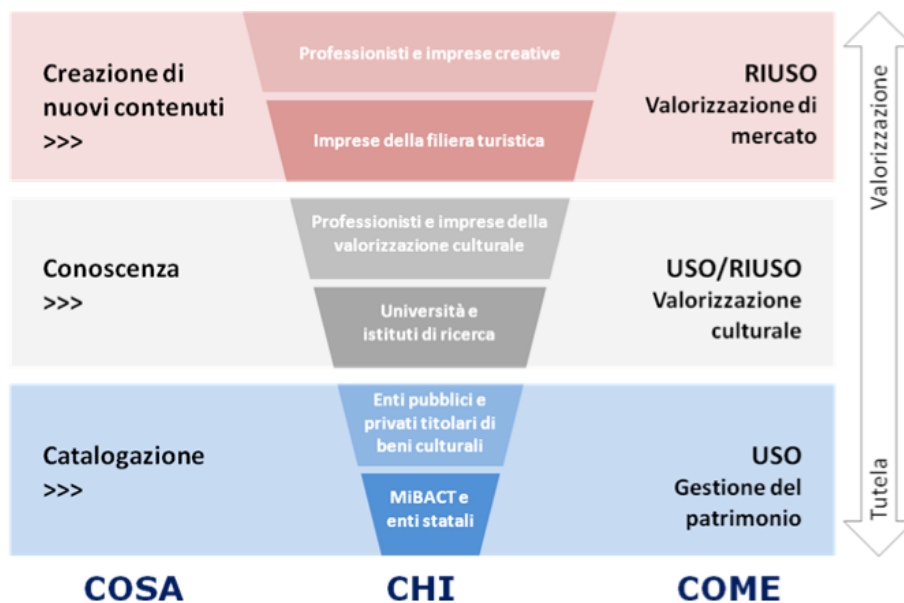 Professionisti e imprese creative
Creazione di
nuovi contenuti
>>>
Imprese della filiera turistica
RIUSO
Valorizzazione di
mercato
Professionisti e imprese della
valorizzazione culturale
Conoscenza
>>>
Università e
istituti di ricerca
USO/RIUSO
Valorizzazione
culturale
Enti pubblici e
privati titolari di
beni culturali
Catalogazione
>>>
MiBACT e
enti statali
USO
Gestione del
patrimonio
Valorizzazione
Tutela
COSA
CHI
COME